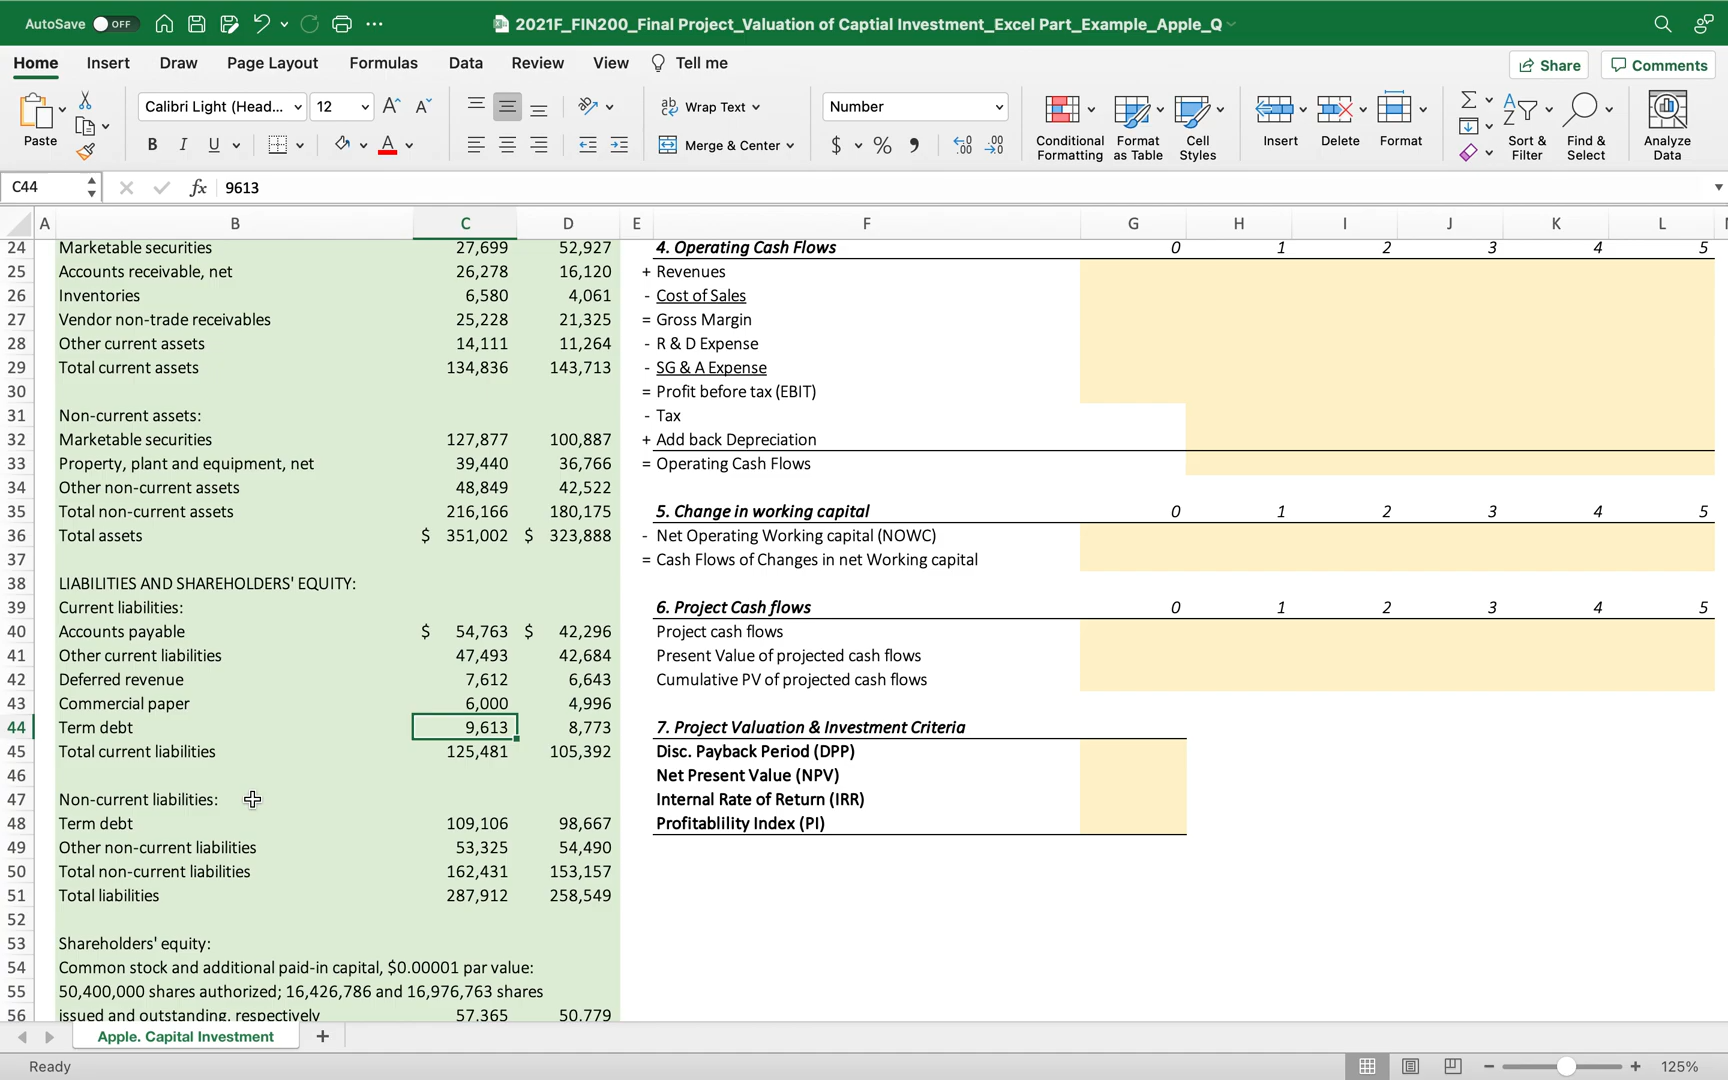 AutoSave OFF 2021F_FIN200_Final Project_Valuation of Captial Investment_Excel Part_Example_Apple_Q
Home Insert Draw Page Layout Formulas Data Review View Tell me Share Comments
Paste Calibri Light (Head... 12 Wrap Text Number
B I U A Merge & Center $ % Conditional Formatting Format as Table Cell Styles Insert Delete Format Sort & Filter Find & Select Analyze Data
C44 fx 9613
A B C D E F G H I J K L
24 Marketable securities 27,699 52,927 4. Operating Cash Flows 0 1 2 3 4 5
25 Accounts receivable, net 26,278 16,120 + Revenues
26 Inventories 6,580 4,061 - Cost of Sales
27 Vendor non-trade receivables 25,228 21,325 = Gross Margin
28 Other current assets 14,111 11,264 - R & D Expense
29 Total current assets 134,836 143,713 - SG & A Expense
30 = Profit before tax (EBIT)
31 Non-current assets: - Tax
32 Marketable securities 127,877 100,887 + Add back Depreciation
33 Property, plant and equipment, net 39,440 36,766 = Operating Cash Flows
34 Other non-current assets 48,849 42,522
35 Total non-current assets 216,166 180,175 5. Change in working capital 0 1 2 3 4 5
36 Total assets $ 351,002 $ 323,888 - Net Operating Working capital (NOWC)
37 = Cash Flows of Changes in net Working capital
38 LIABILITIES AND SHAREHOLDERS' EQUITY:
39 Current liabilities: 6. Project Cash flows 0 1 2 3 4 5
40 Accounts payable $ 54,763 $ 42,296 Project cash flows
41 Other current liabilities 47,493 42,684 Present Value of projected cash flows
42 Deferred revenue 7,612 6,643 Cumulative PV of projected cash flows
43 Commercial paper 6,000 4,996
44 Term debt 9,613 8,773 7. Project Valuation & Investment Criteria
45 Total current liabilities 125,481 105,392 Disc. Payback Period (DPP)
46 Net Present Value (NPV)
47 Non-current liabilities: Internal Rate of Return (IRR)
48 Term debt 109,106 98,667 Profitablility Index (PI)
49 Other non-current liabilities 53,325 54,490
50 Total non-current liabilities 162,431 153,157
51 Total liabilities 287,912 258,549
52
53 Shareholders' equity:
54 Common stock and additional paid-in capital, $0.00001 par value:
55 50,400,000 shares authorized; 16,426,786 and 16,976,763 shares
56 issued and outstanding, respectively 57,365 50,779
Apple. Capital Investment
Ready 125%